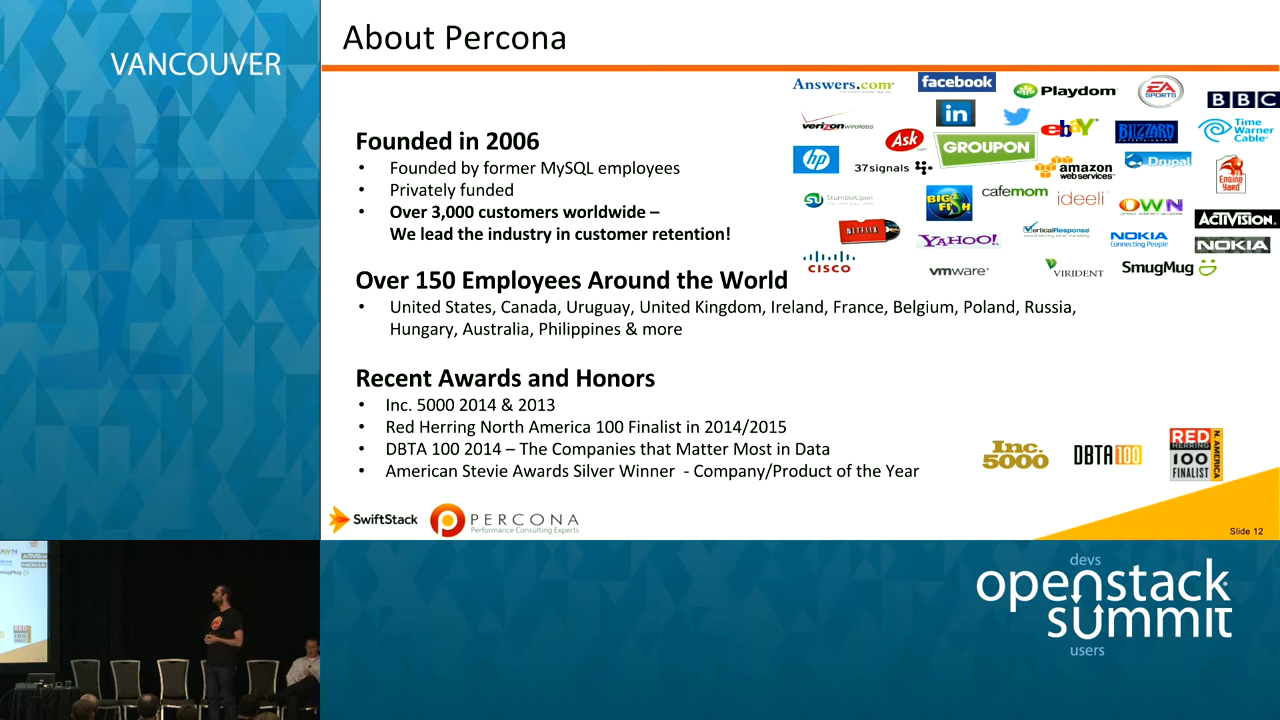 VANCOUVER
About Percona
Answers.com
facebook
Playdom
EA
SPORTS
BBC
verizonwireless
in
ebay
BLIZZARD
Time
Warner
Cable
Ask
GROUPON
hp
37signals
amazon
webservices
Drupal
Engine
Yard
StumbleUpon
BIG
FISH
cafemom
ideeli
OWN
ACTIVISION
NETFLIX
YAHOO!
VerticalResponse
NOKIA
Connecting People
NOKIA
CISCO
vmware
VIRIDENT
SmugMug
Founded in 2006
• Founded by former MySQL employees
• Privately funded
• Over 3,000 customers worldwide –
We lead the industry in customer retention!
Over 150 Employees Around the World
• United States, Canada, Uruguay, United Kingdom, Ireland, France, Belgium, Poland, Russia,
Hungary, Australia, Philippines & more
Recent Awards and Honors
• Inc. 5000 2014 & 2013
• Red Herring North America 100 Finalist in 2014/2015
• DBTA 100 2014 – The Companies that Matter Most in Data
• American Stevie Awards Silver Winner - Company/Product of the Year
Inc.
5000
DBTA 100
RED
HERRING
100
FINALIST
N. AMERICA
SwiftStack
PERCONA
Performance Consulting Experts
Slide 12
devs
openstack
summit
users